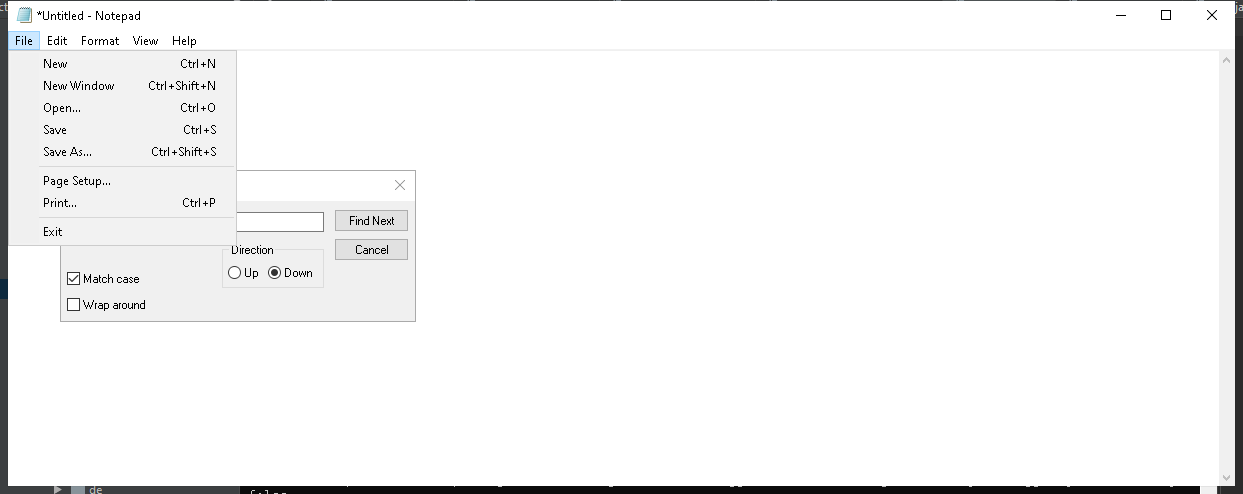 *Untitled - Notepad
File Edit Format View Help
New Ctrl+N
New Window Ctrl+Shift+N
Open... Ctrl+O
Save Ctrl+S
Save As... Ctrl+Shift+S
Page Setup...
Print... Ctrl+P
Exit
Find Next
Cancel
Direction
Up Down
Match case
Wrap around
de